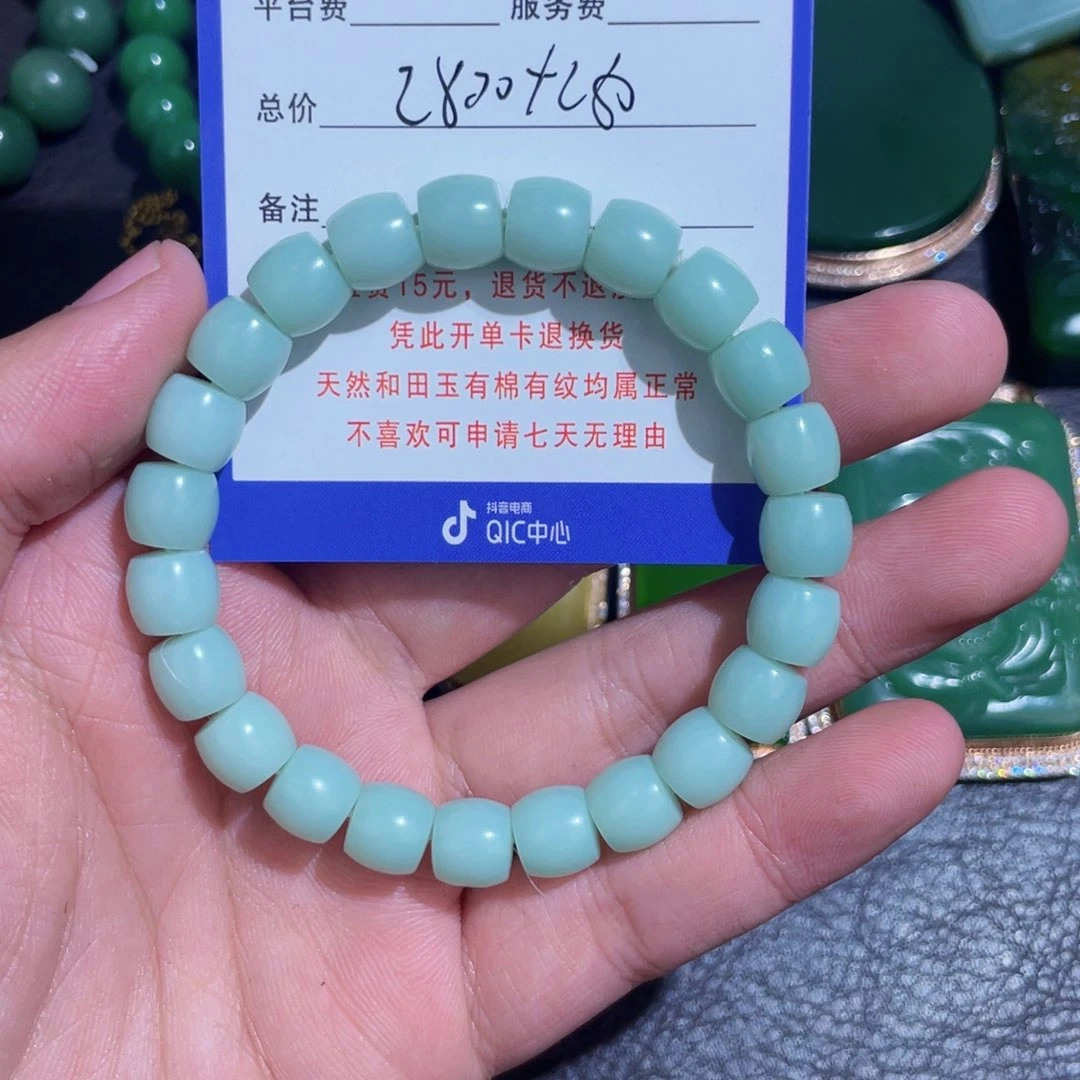 平台费 服务费
总价 2800+28
备注
费15元，退货不退
凭此开单卡退换货
天然和田玉有棉有纹均属正常
不喜欢可申请七天无理由
抖音电商
QIC中心